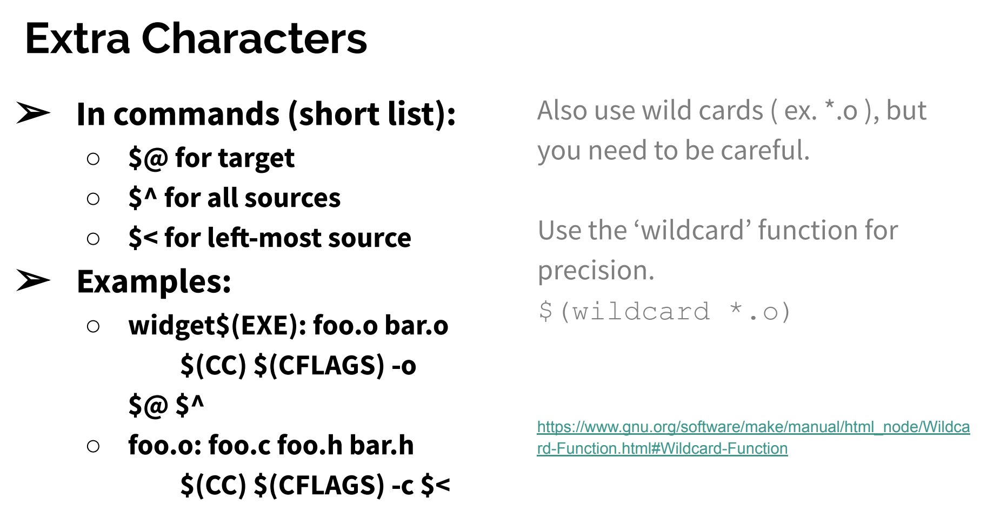 Extra Characters
➢ In commands (short list):
○ $@ for target
○ $^ for all sources
○ $< for left-most source
➢ Examples:
○ widget$(EXE): foo.o bar.o
$(CC) $(CFLAGS) -o
$@ $^
○ foo.o: foo.c foo.h bar.h
$(CC) $(CFLAGS) -c $<
Also use wild cards ( ex. *.o ), but
you need to be careful.
Use the ‘wildcard’ function for
precision.
$(wildcard *.o)
https://www.gnu.org/software/make/manual/html_node/Wildca
rd-Function.html#Wildcard-Function